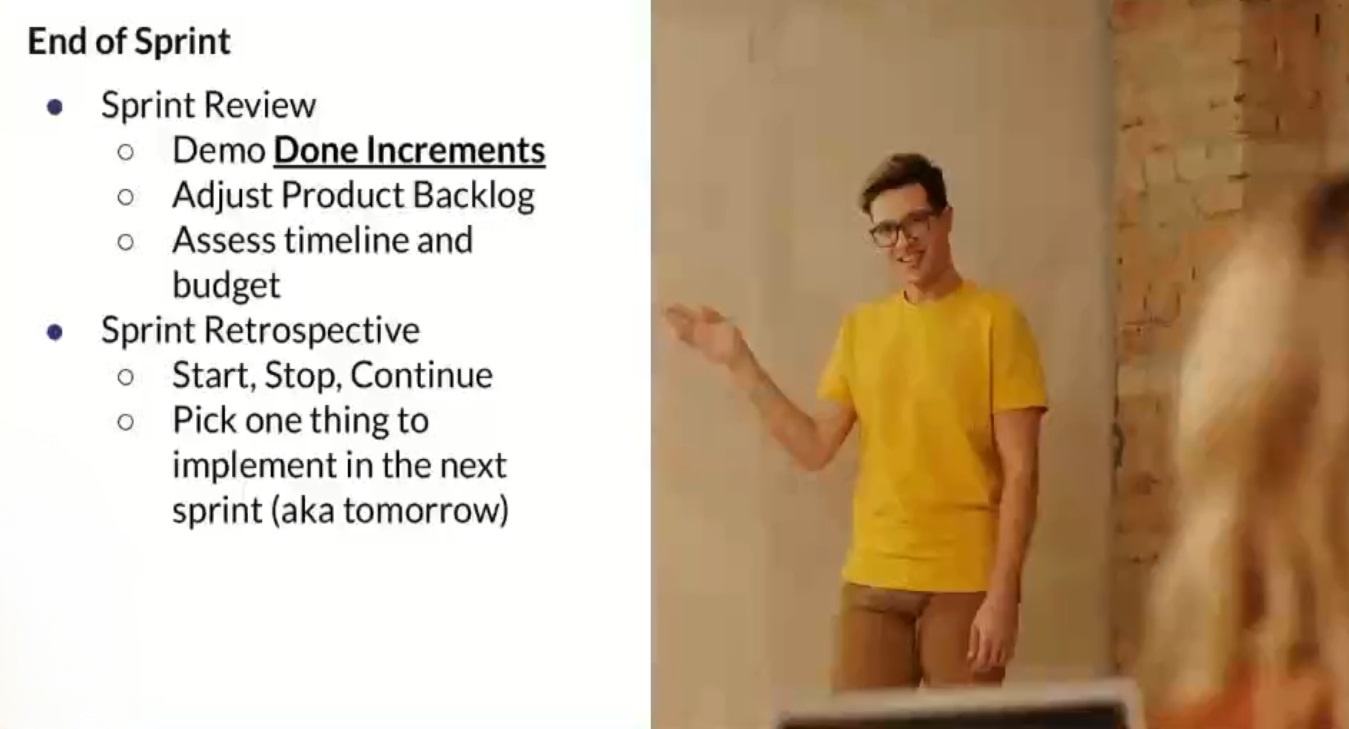 End of Sprint
● Sprint Review
○ Demo Done Increments
○ Adjust Product Backlog
○ Assess timeline and
budget
● Sprint Retrospective
○ Start, Stop, Continue
○ Pick one thing to
implement in the next
sprint (aka tomorrow)